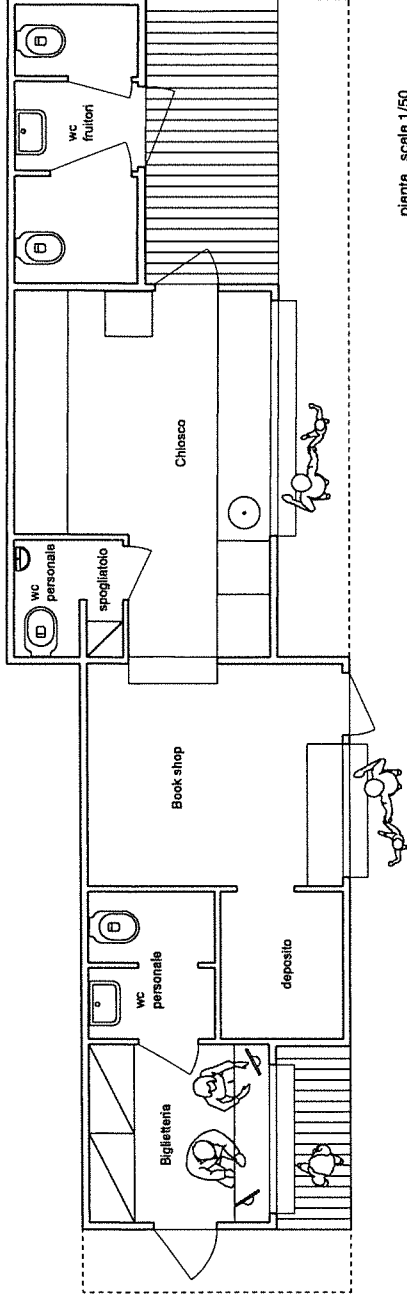 wc
fruitori
Chiosco
wc
personale
spogliatoio
Book shop
wc
personale
deposito
Biglietteria
pianta scala 1/50